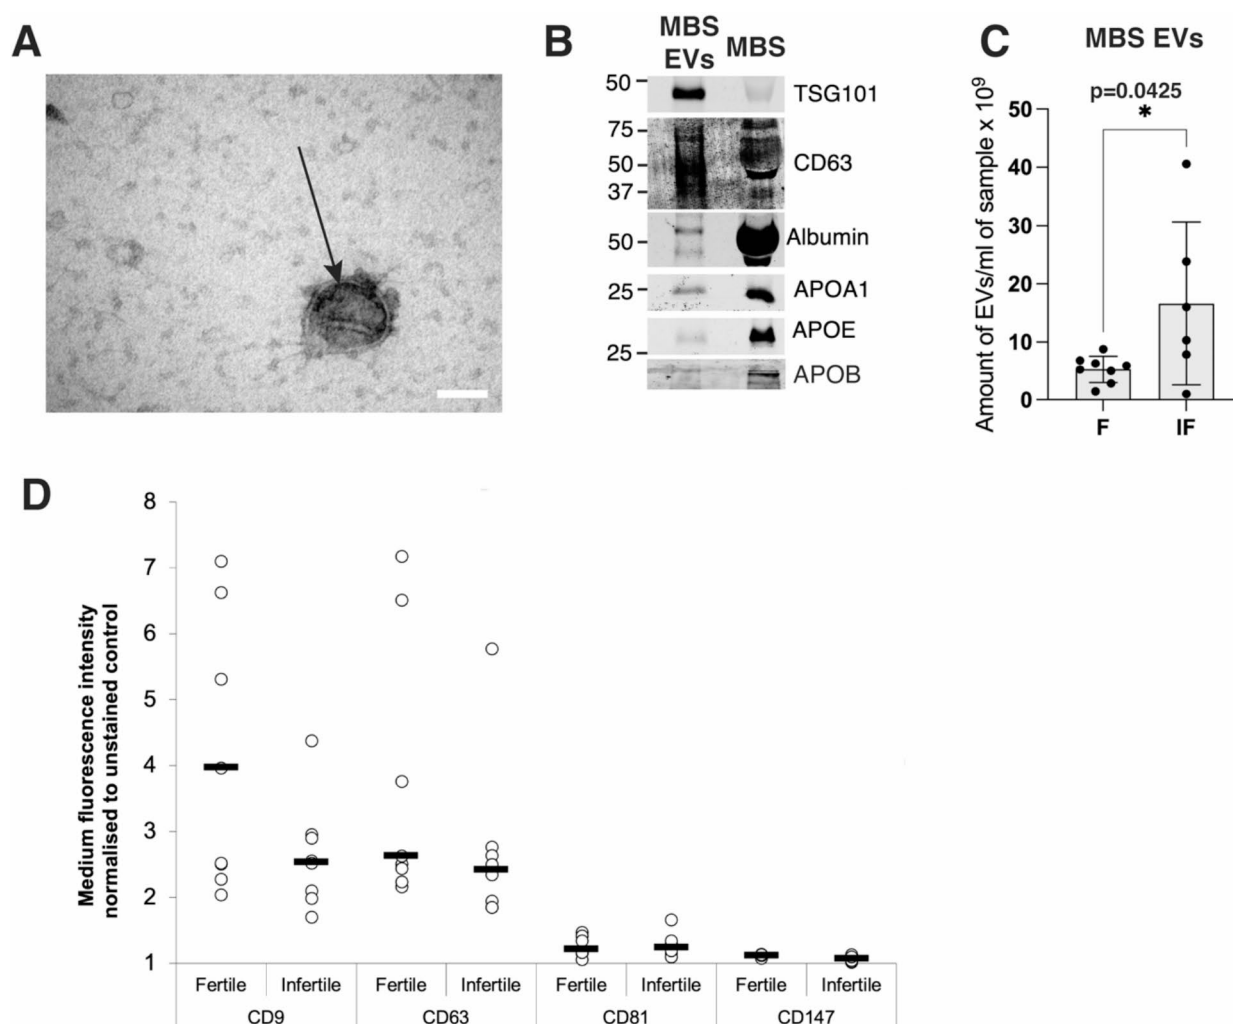 A
B
MBS
EVs
MBS
50
TSG101
75
50
37
CD63
50
Albumin
25
APOA1
APOE
25
APOB
C
MBS EVs
p=0.0425
*
Amount of EVs/ml of sample x 10⁹
50
40
30
20
10
0
F
IF
D
Medium fluorescence intensity
normalised to unstained control
8
7
6
5
4
3
2
1
Fertile
Infertile
Fertile
Infertile
Fertile
Infertile
Fertile
Infertile
CD9
CD63
CD81
CD147